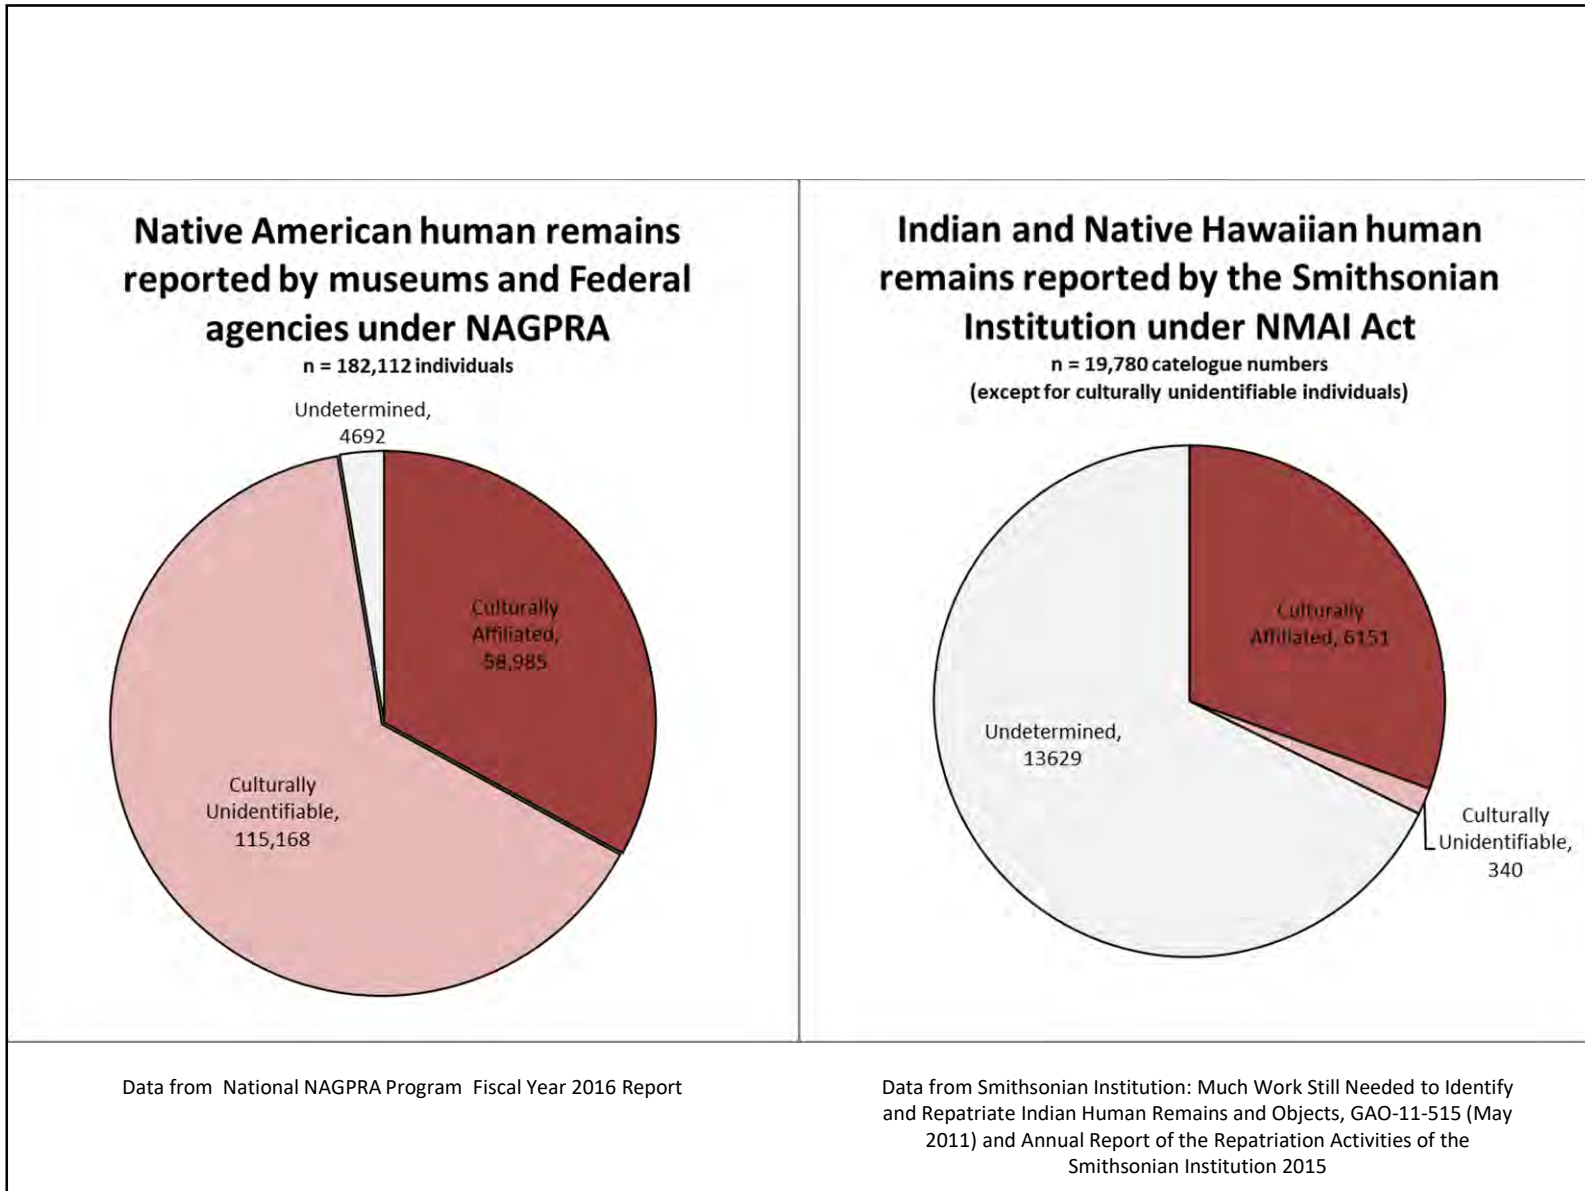 Native American human remains
reported by museums and Federal
agencies under NAGPRA
n = 182,112 individuals
Undetermined,
4692
Culturally
Affiliated,
58,985
Culturally
Unidentifiable,
115,168
Data from  National NAGPRA Program  Fiscal Year 2016 Report
Indian and Native Hawaiian human
remains reported by the Smithsonian
Institution under NMAI Act
n = 19,780 catelogue numbers
(except for culturally unidentifiable individuals)
Culturally
Affiliated, 6151
Undetermined,
13629
Culturally
Unidentifiable,
340
Data from Smithsonian Institution: Much Work Still Needed to Identify
and Repatriate Indian Human Remains and Objects, GAO-11-515 (May
2011) and Annual Report of the Repatriation Activities of the
Smithsonian Institution 2015